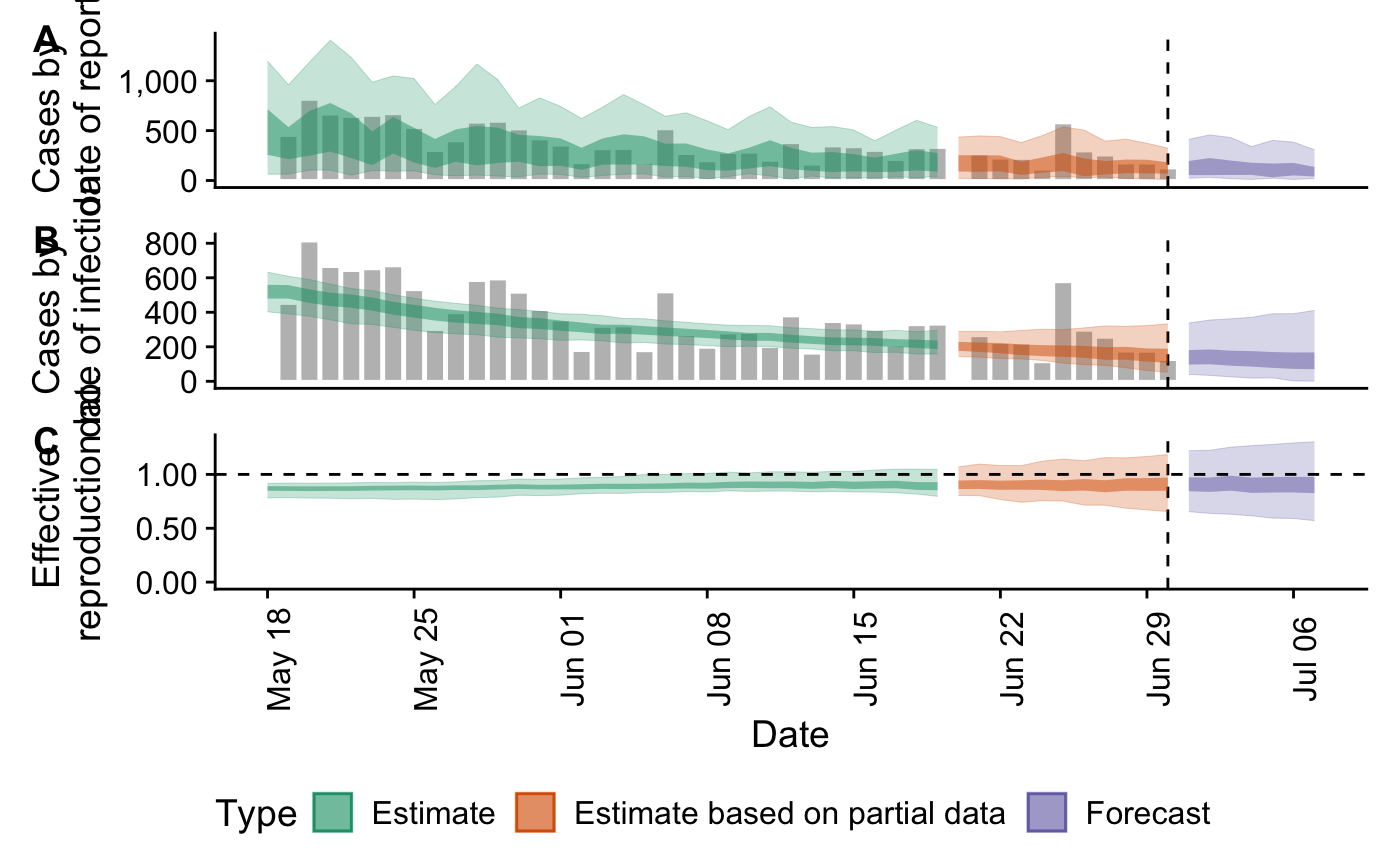 A
Cases by
date of report
1,000
500
0
B
Cases by
date of infection
800
600
400
200
0
C
Effective
reproduction no.
1.00
0.50
0.00
May 18
May 25
Jun 01
Jun 08
Jun 15
Jun 22
Jun 29
Jul 06
Date
Type
Estimate
Estimate based on partial data
Forecast